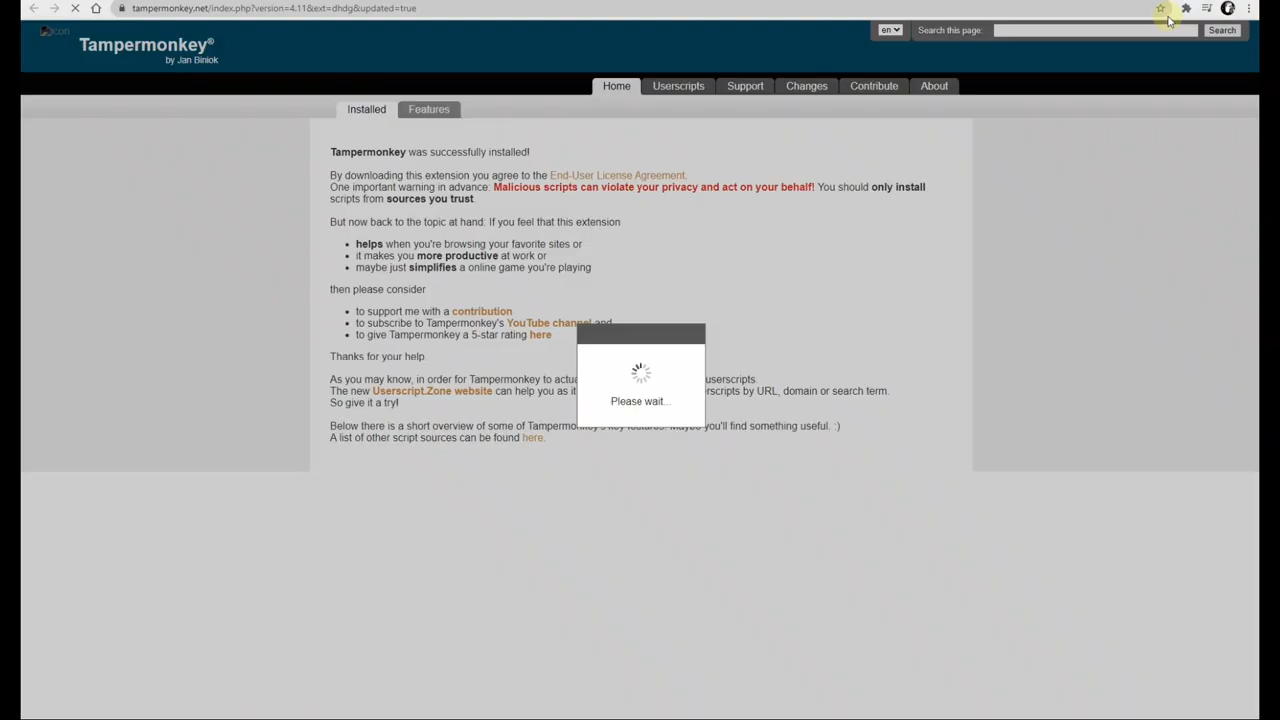 tampermonkey.net/index.php?version=4.11&ext=dhdg&updated=true
Tampermonkey®
by Jan Biniok
en
Search this page:
Search
Home
Userscripts
Support
Changes
Contribute
About
Installed
Features
Tampermonkey was successfully installed!
By downloading this extension you agree to the End-User License Agreement.
One important warning in advance: Malicious scripts can violate your privacy and act on your behalf! You should only install
scripts from sources you trust.
But now back to the topic at hand: If you feel that this extension
helps when you're browsing your favorite sites or
it makes you more productive at work or
maybe just simplifies a online game you're playing
then please consider
to support me with a contribution
to subscribe to Tampermonkey's YouTube channel and
to give Tampermonkey a 5-star rating here
Thanks for your help
As you may know, in order for Tampermonkey to userscripts.
The new Userscript.Zone website can help you as it scripts by URL, domain or search term.
So give it a try!
Below there is a short overview of some of Tampermonkey's key features. Maybe you'll find something useful. :)
A list of other script sources can be found here.
Please wait...